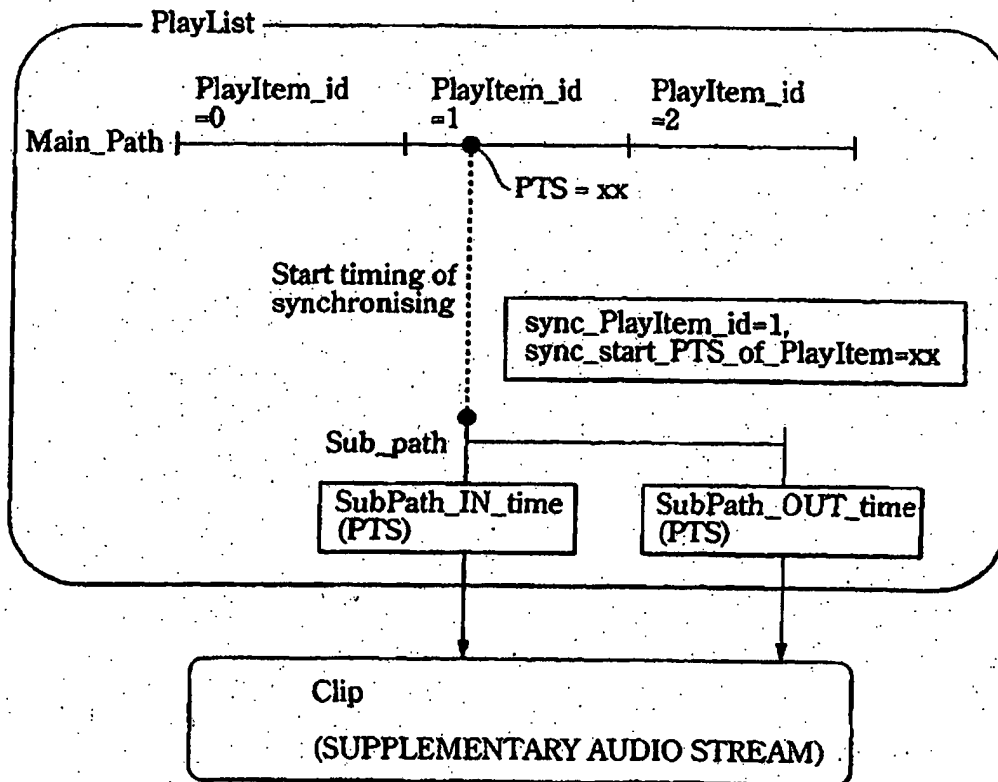 PlayList
PlayItem_id
=0
PlayItem_id
=1
PlayItem_id
=2
Main_Path
PTS = xx
Start timing of
synchronising
sync_PlayItem_id=1,
sync_start_PTS_of_PlayItem=xx
Sub_path
SubPath_IN_time
(PTS)
SubPath_OUT_time
(PTS)
Clip
(SUPPLEMENTARY AUDIO STREAM)